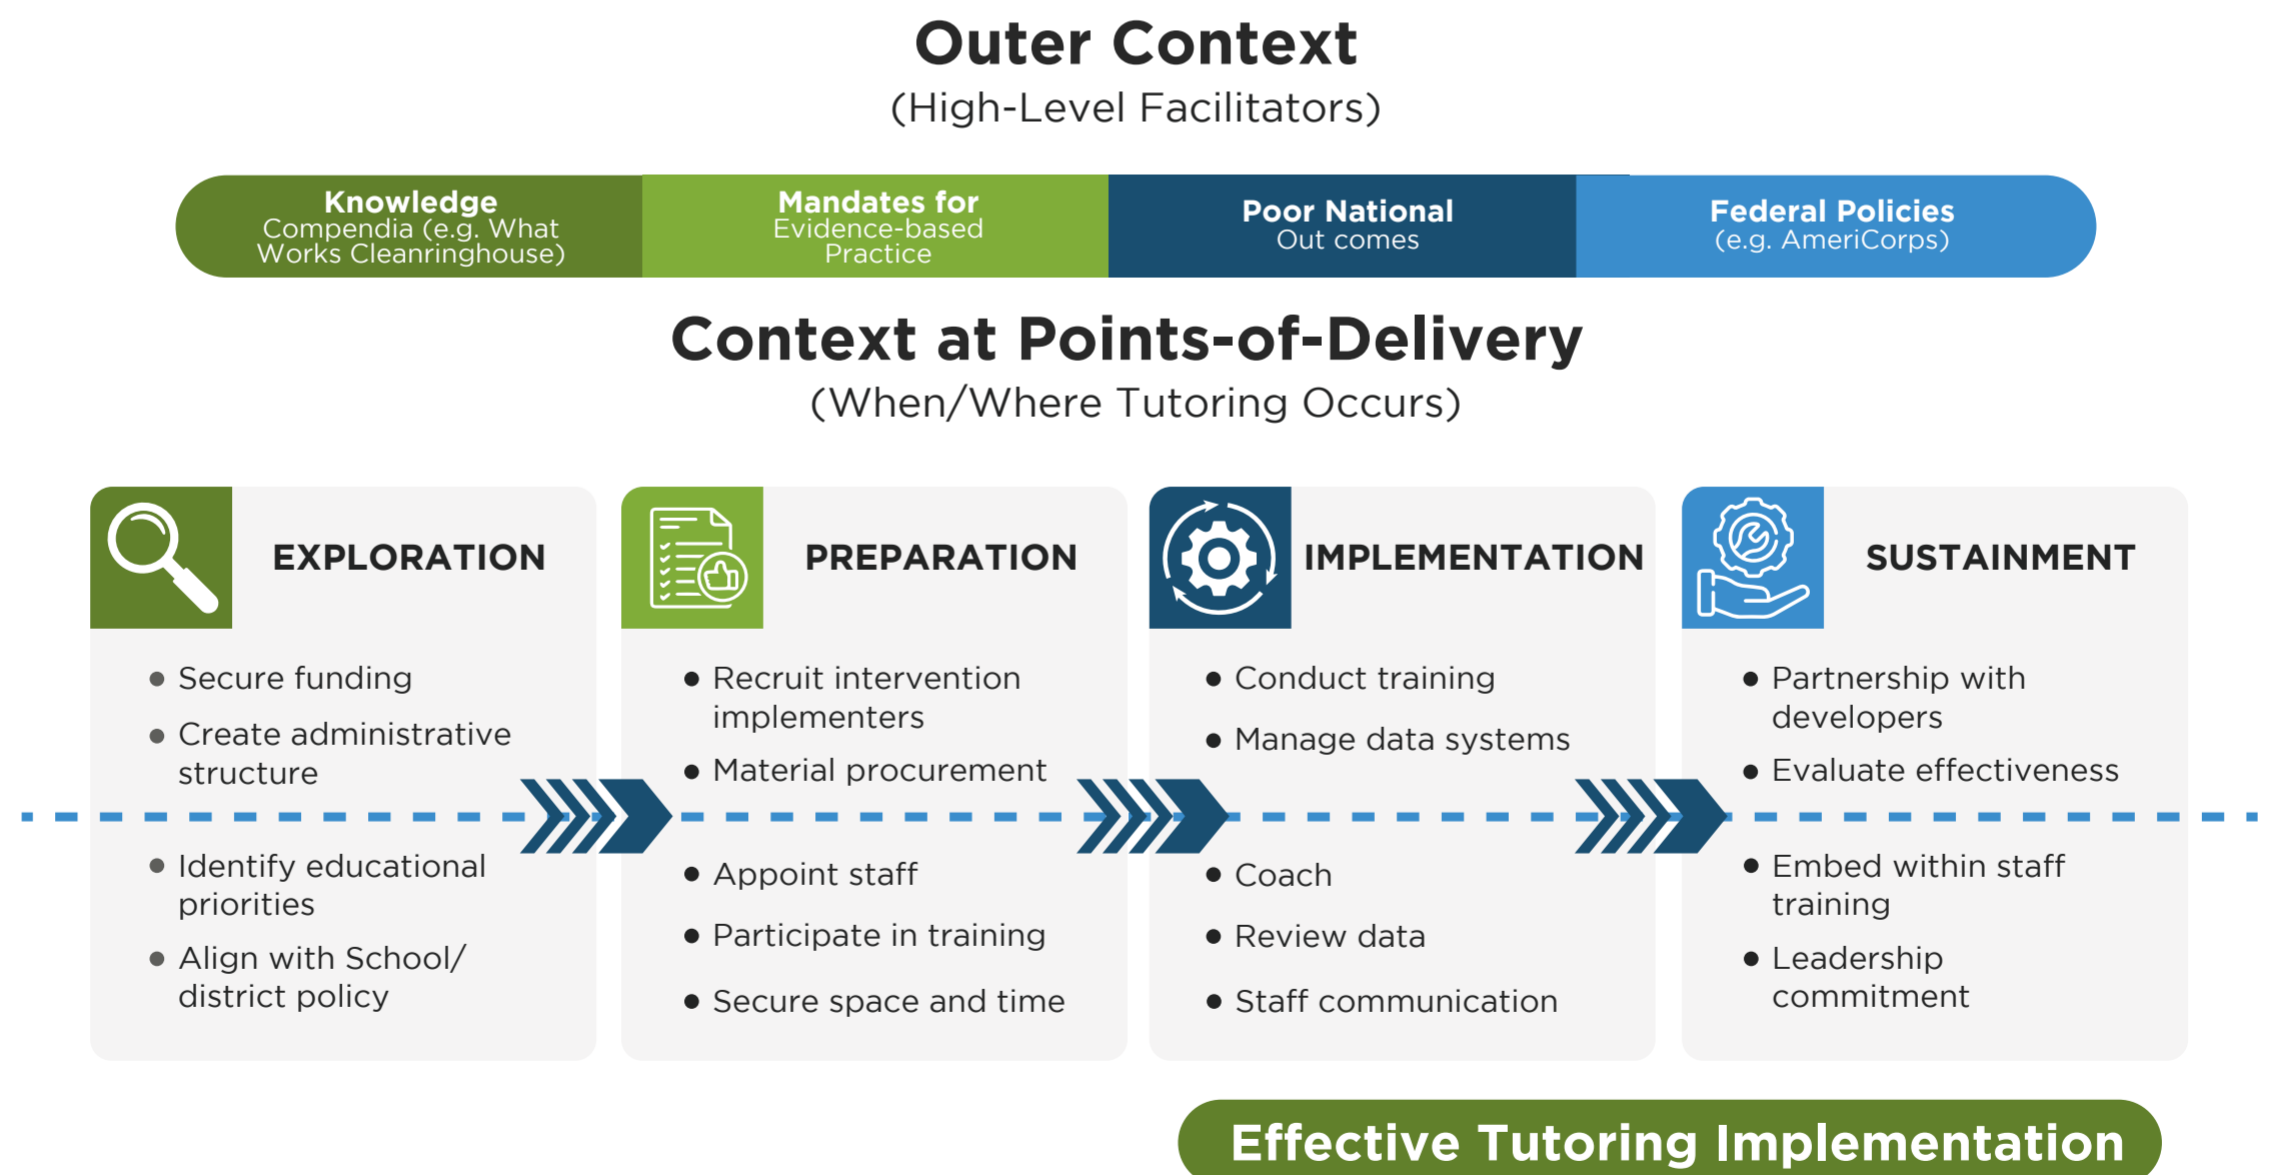 Outer Context
(High-Level Facilitators)
Knowledge
Compendia (e.g. What
Works Cleanringhouse)
Mandates for
Evidence-based
Practice
Poor National
Out comes
Federal Policies
(e.g. AmeriCorps)
Context at Points-of-Delivery
(When/Where Tutoring Occurs)
EXPLORATION
• Secure funding
• Create administrative
structure
• Identify educational
priorities
• Align with School/
district policy
PREPARATION
• Recruit intervention
implementers
• Material procurement
• Appoint staff
• Participate in training
• Secure space and time
IMPLEMENTATION
• Conduct training
• Manage data systems
• Coach
• Review data
• Staff communication
SUSTAINMENT
• Partnership with
developers
• Evaluate effectiveness
• Embed within staff
training
• Leadership
commitment
Effective Tutoring Implementation